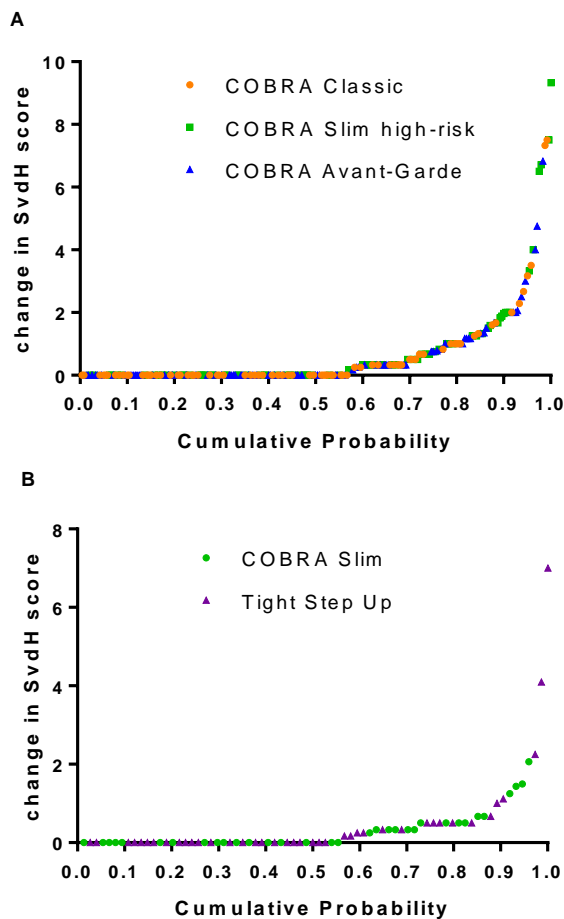 A
10
8
6
4
2
0
change in SvdH score
COBRA Classic
COBRA Slim high-risk
COBRA Avant-Garde
0.0 0.1 0.2 0.3 0.4 0.5 0.6 0.7 0.8 0.9 1.0
Cumulative Probability
B
8
6
4
2
0
change in SvdH score
COBRA Slim
Tight Step Up
0.0 0.1 0.2 0.3 0.4 0.5 0.6 0.7 0.8 0.9 1.0
Cumulative Probability